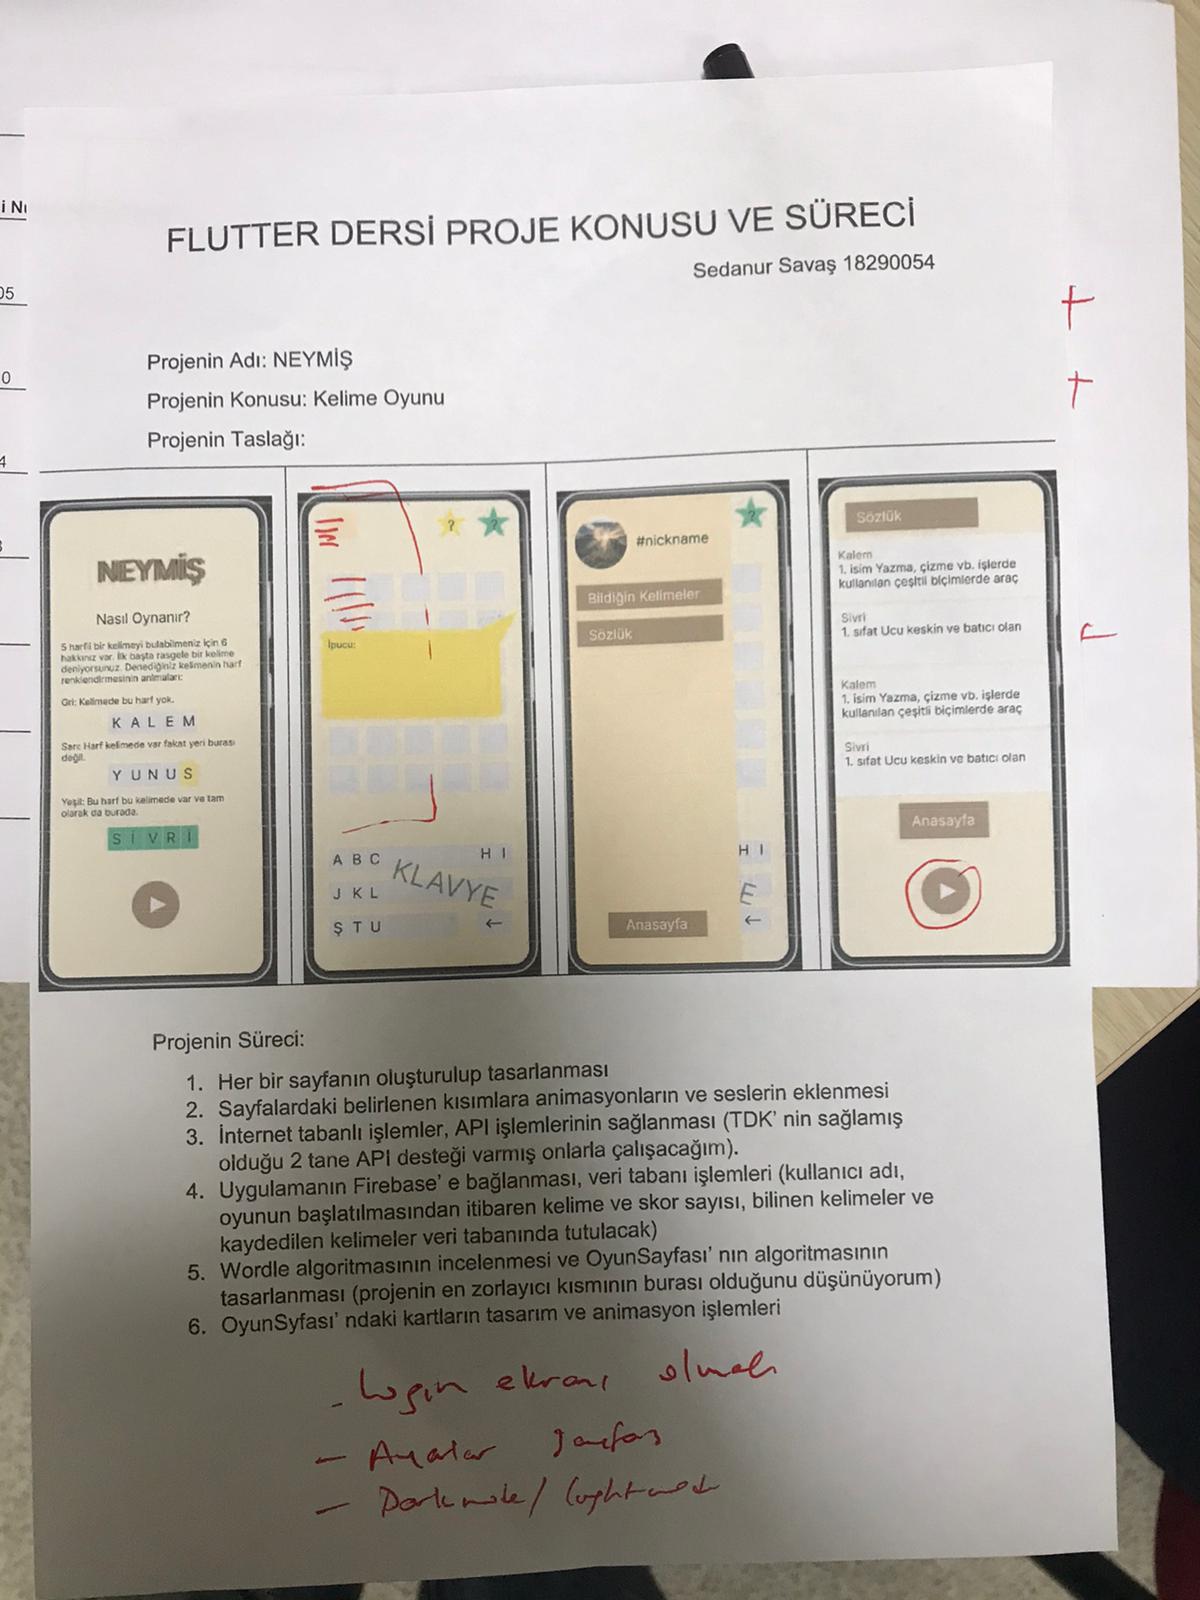 i Nu
05
0
4
FLUTTER DERSİ PROJE KONUSU VE SÜRECİ
Sedanur Savaş 18290054
Projenin Adı: NEYMİŞ
Projenin Konusu: Kelime Oyunu
Projenin Taslağı:
NEYMİŞ
Nasıl Oynanır?
5 harfli bir kelimeyi bulabilmeniz için 6
hakkınız var. İlk başta rasgele bir kelime
deniyorsunuz. Denediğiniz kelimenin harf
renklendirmesinin anlmaları:
Gri: Kelimede bu harf yok.
K A L E M
Sarı: Harf kelimede var fakat yeri burası
değil.
Y U N U S
Yeşil: Bu harf bu kelimede var ve tam
olarak da burada.
S İ V R İ
? ?
İpucu:
A B C H I
J K L KLAVYE
Ş T U ←
#nickname
?
Bildiğin Kelimeler
Sözlük
H I
E
←
Anasayfa
Sözlük
Kalem
1. isim Yazma, çizme vb. işlerde
kullanılan çeşitli biçimlerde araç
Sivri
1. sıfat Ucu keskin ve batıcı olan
Kalem
1. isim Yazma, çizme vb. işlerde
kullanılan çeşitli biçimlerde araç
Sivri
1. sıfat Ucu keskin ve batıcı olan
Anasayfa
+
+
Projenin Süreci:
1. Her bir sayfanın oluşturulup tasarlanması
2. Sayfalardaki belirlenen kısımlara animasyonların ve seslerin eklenmesi
3. İnternet tabanlı işlemler, API işlemlerinin sağlanması (TDK' nin sağlamış
olduğu 2 tane API desteği varmış onlarla çalışacağım).
4. Uygulamanın Firebase' e bağlanması, veri tabanı işlemleri (kullanıcı adı,
oyunun başlatılmasından itibaren kelime ve skor sayısı, bilinen kelimeler ve
kaydedilen kelimeler veri tabanında tutulacak)
5. Wordle algoritmasının incelenmesi ve OyunSayfası' nın algoritmasının
tasarlanması (projenin en zorlayıcı kısmının burası olduğunu düşünüyorum)
6. OyunSyfası' ndaki kartların tasarım ve animasyon işlemleri
- Login ekranı olmalı
- Ayarlar sayfası
- Darkmode / lightmode